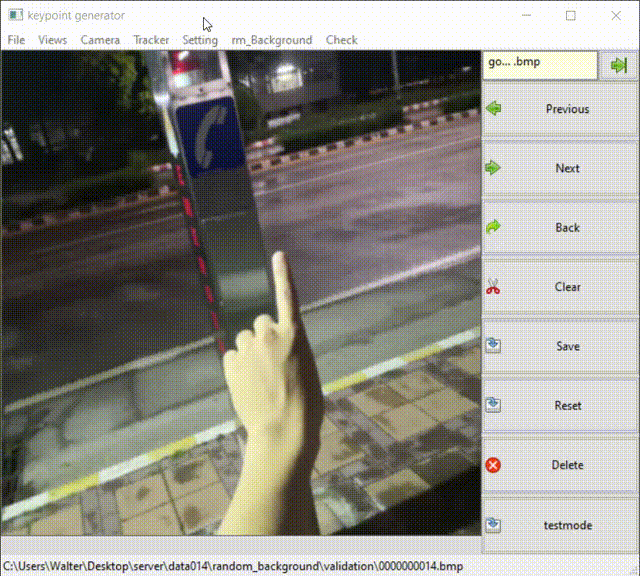 keypoint generator
File Views Camera Tracker Setting rm_Background Check
go... .bmp
Previous
Next
Back
Clear
Save
Reset
Delete
testmode
C:\Users\Walter\Desktop\server\data014\random_background\validation\0000000014.bmp